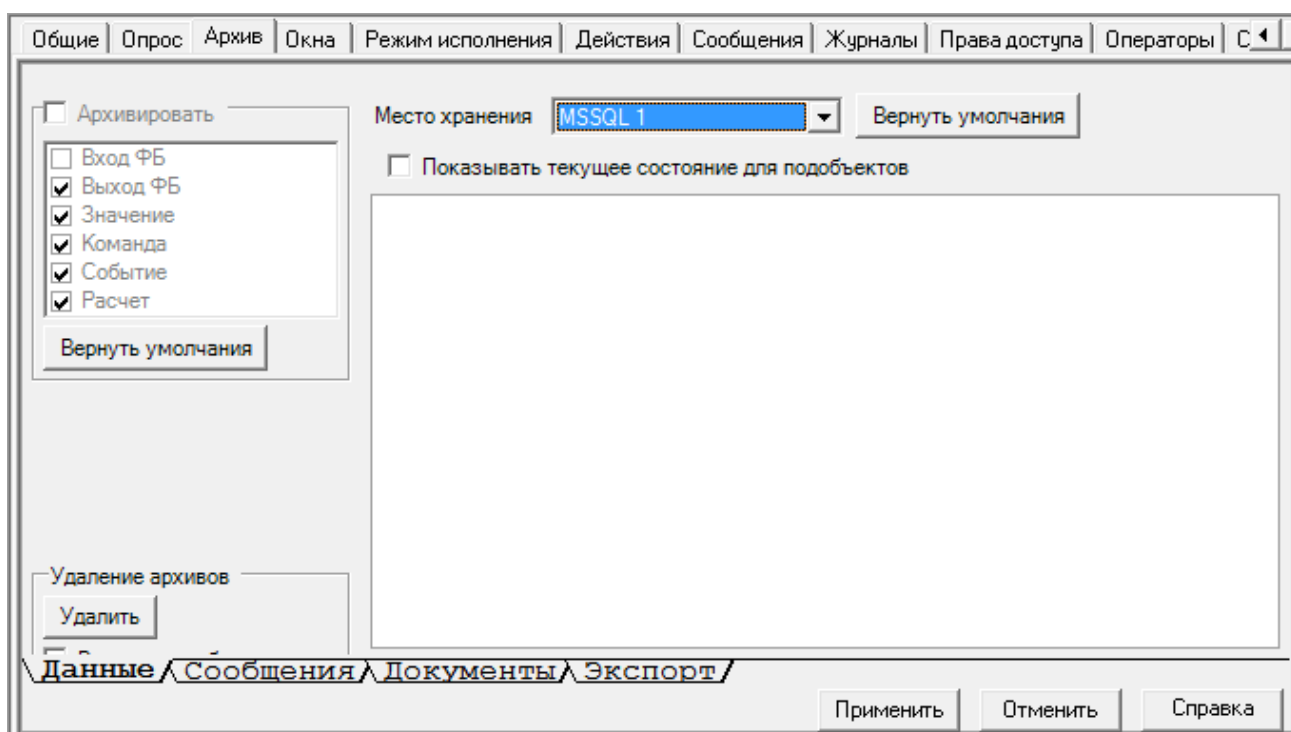 Общие Опрос Архив Окна Режим исполнения Действия Сообщения Журналы Права доступа Операторы С
Архивировать
Место хранения MSSQL 1 Вернуть умолчания
Вход ФБ
Показывать текущее состояние для подобъектов
Выход ФБ
Значение
Команда
Событие
Расчет
Вернуть умолчания
Удаление архивов
Удалить
Данные Сообщения Документы Экспорт
Применить Отменить Справка